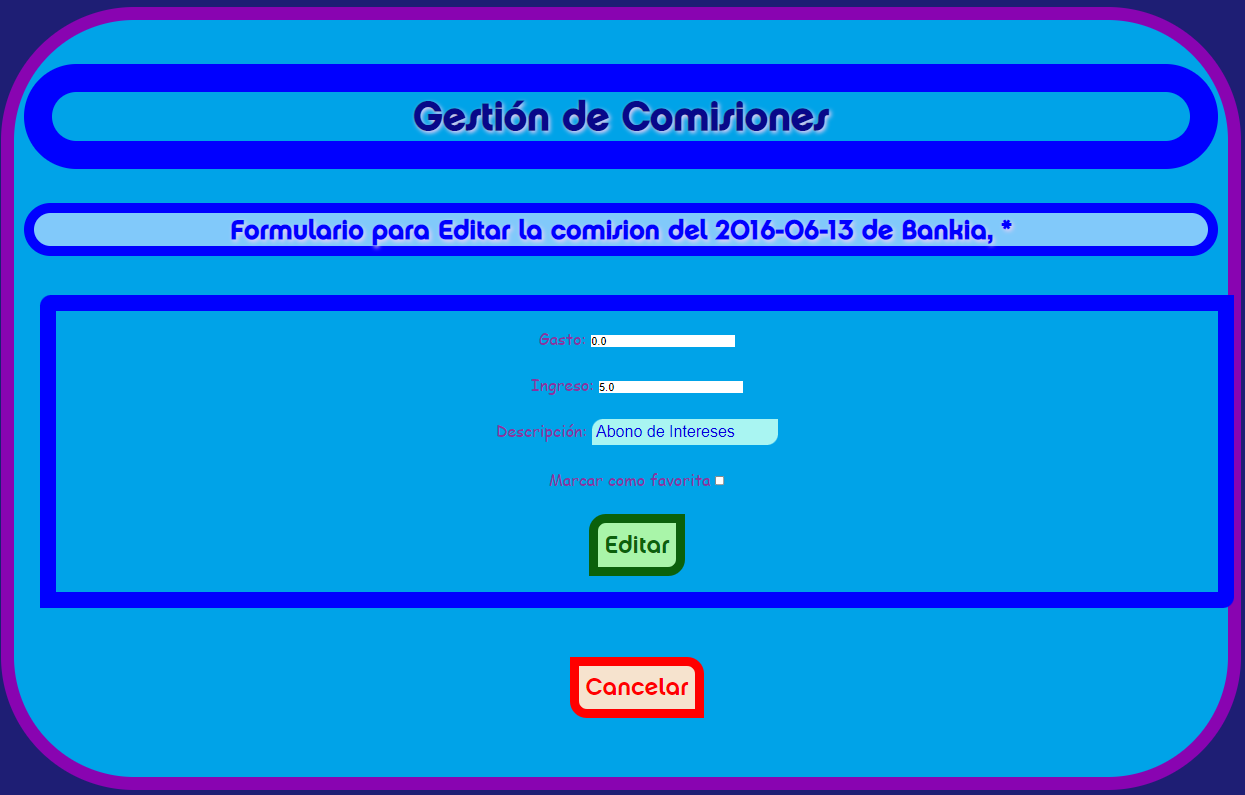 Gestión de Comisiones
Formulario para Editar la comision del 2016-06-13 de Bankia, *
Gasto: 0.0
Ingreso: 5.0
Descripción: Abono de Intereses
Marcar como favorita
Editar
Cancelar